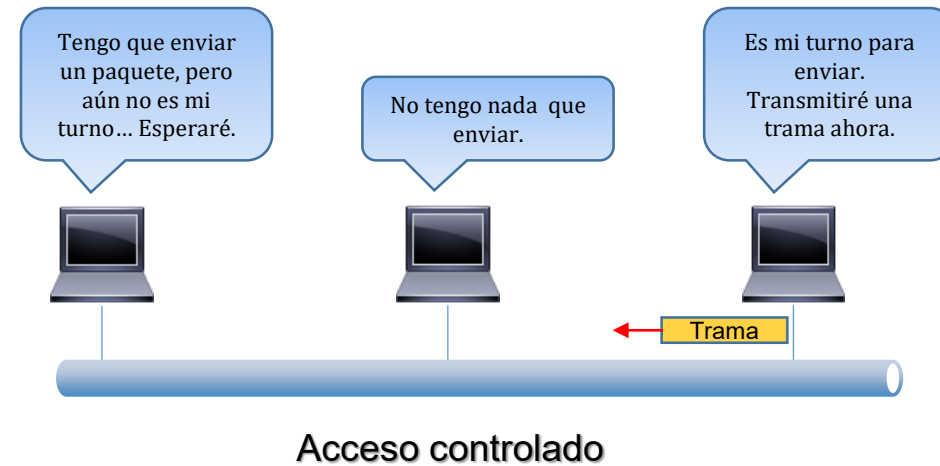 Tengo que enviar
un paquete, pero
aún no es mi
turno... Esperaré.
No tengo nada que
enviar.
Es mi turno para
enviar.
Transmitiré una
trama ahora.
Trama
Acceso controlado